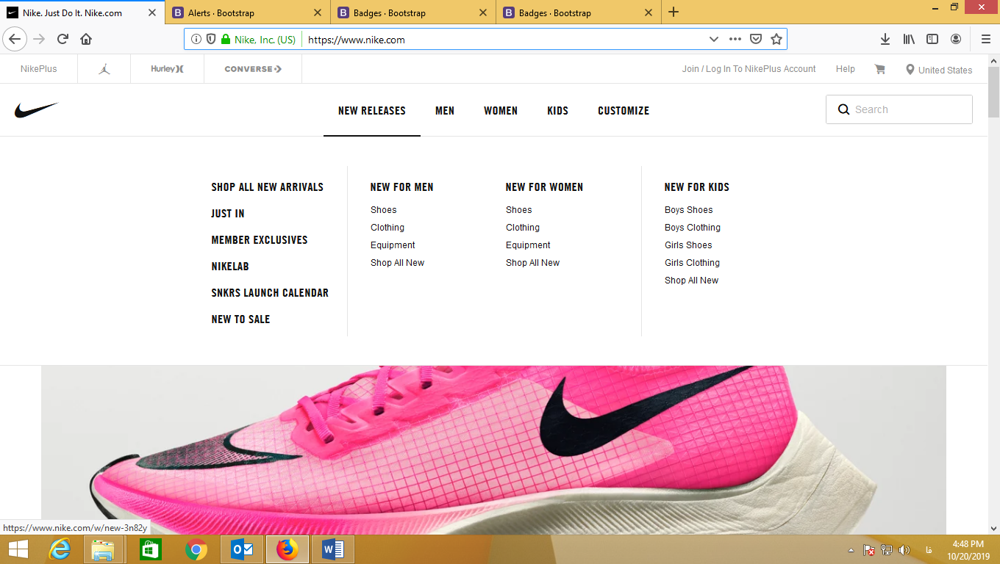 Nike. Just Do It. Nike.com
Alerts · Bootstrap
Badges · Bootstrap
Badges · Bootstrap
Nike, Inc. (US)
https://www.nike.com
NikePlus
Hurley
CONVERSE
Join / Log In To NikePlus Account
Help
United States
NEW RELEASES
MEN
WOMEN
KIDS
CUSTOMIZE
Search
SHOP ALL NEW ARRIVALS
JUST IN
MEMBER EXCLUSIVES
NIKELAB
SNKRS LAUNCH CALENDAR
NEW TO SALE
NEW FOR MEN
Shoes
Clothing
Equipment
Shop All New
NEW FOR WOMEN
Shoes
Clothing
Equipment
Shop All New
NEW FOR KIDS
Boys Shoes
Boys Clothing
Girls Shoes
Girls Clothing
Shop All New
https://www.nike.com/w/new-3n82y
فا
4:48 PM
10/20/2019